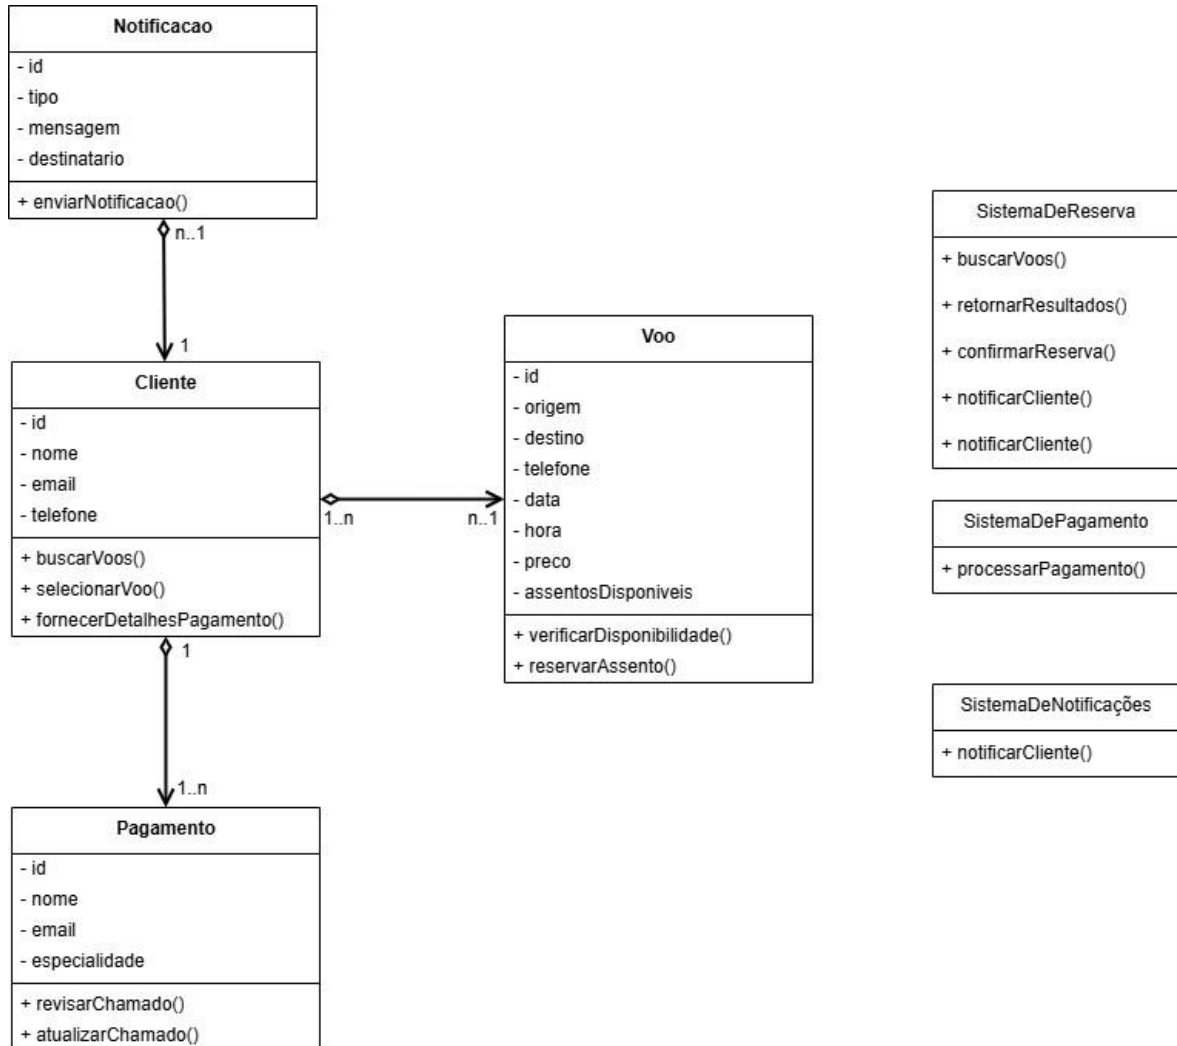 Notificacao
- id
- tipo
- mensagem
- destinatario
+ enviarNotificacao()
n..1
1
Cliente
- id
- nome
- email
- telefone
+ buscarVoos()
+ selecionarVoo()
+ fornecerDetalhesPagamento()
1..n
n..1
1
1..n
Voo
- id
- origem
- destino
- telefone
- data
- hora
- preco
- assentosDisponiveis
+ verificarDisponibilidade()
+ reservarAssento()
Pagamento
- id
- nome
- email
- especialidade
+ revisarChamado()
+ atualizarChamado()
SistemaDeReserva
+ buscarVoos()
+ retornarResultados()
+ confirmarReserva()
+ notificarCliente()
+ notificarCliente()
SistemaDePagamento
+ processarPagamento()
SistemaDeNotificações
+ notificarCliente()